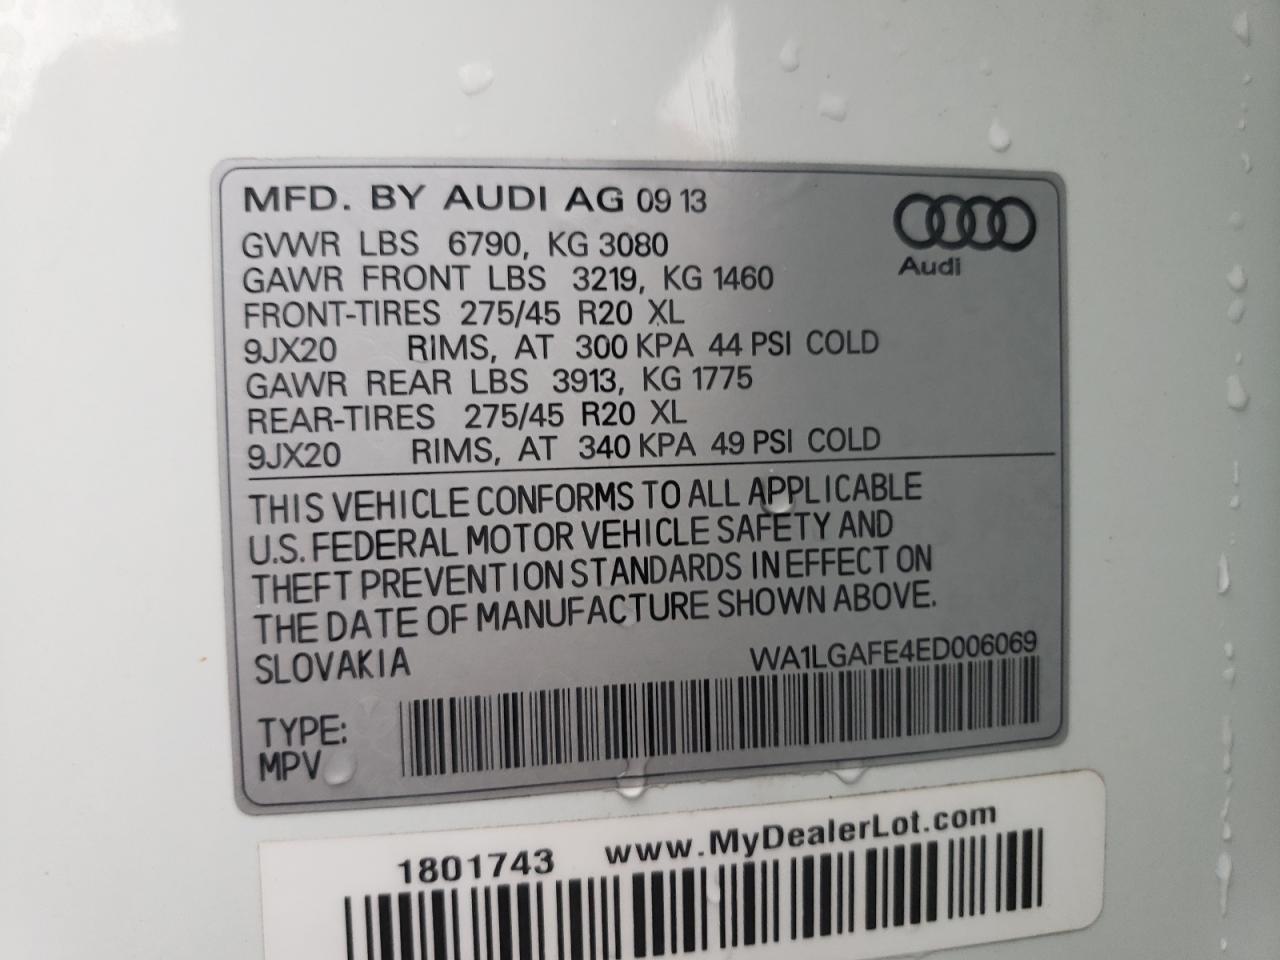 MFD. BY AUDI AG 09 13
GVWR LBS 6790, KG 3080
GAWR FRONT LBS 3219, KG 1460
FRONT-TIRES 275/45 R20 XL
9JX20 RIMS, AT 300 KPA 44 PSI COLD
GAWR REAR LBS 3913, KG 1775
REAR-TIRES 275/45 R20 XL
9JX20 RIMS, AT 340 KPA 49 PSI COLD
Audi
THIS VEHICLE CONFORMS TO ALL APPLICABLE
U.S. FEDERAL MOTOR VEHICLE SAFETY AND
THEFT PREVENTION STANDARDS IN EFFECT ON
THE DATE OF MANUFACTURE SHOWN ABOVE.
SLOVAKIA WA1LGAFE4ED006069
TYPE:
MPV
1801743 www.MyDealerLot.com